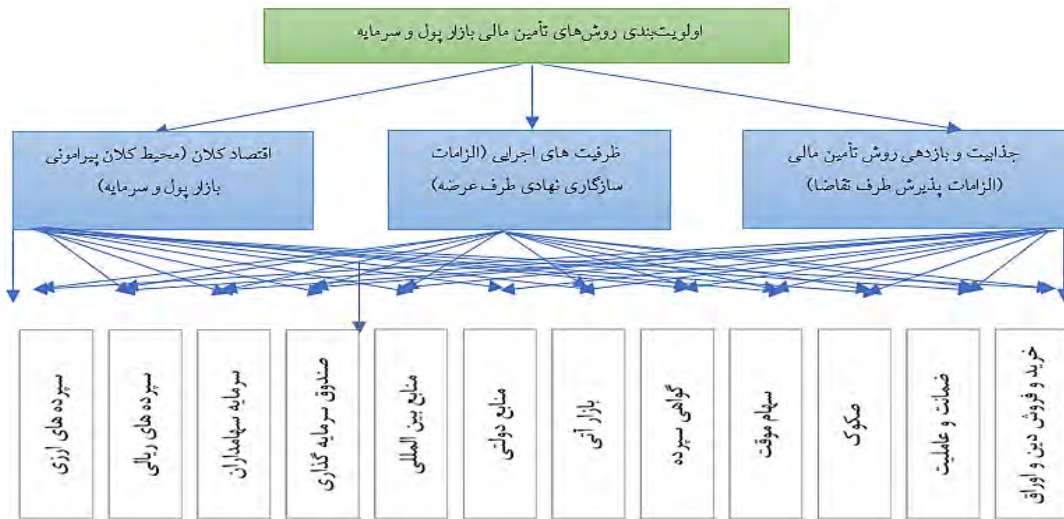 اولویت‌بندی روش‌های تأمین مالی بازار پول و سرمایه
جذابیت و بازدهی روش تأمین مالی
(الزامات پذیرش طرف تقاضا)
ظرفیت های اجرایی (الزامات
سازگاری نهادی طرف عرضه)
اقتصاد کلان (محیط کلان پیرامونی
بازار پول و سرمایه)
خرید و فروش دین و اوراق
ضمانت و عاملیت
صکوک
سهام موقت
گواهی سپرده
بازار آتی
منابع دولتی
منابع بین المللی
صندوق سرمایه گذاری
سرمایه سهامداران
سپرده های ریالی
سپرده های ارزی